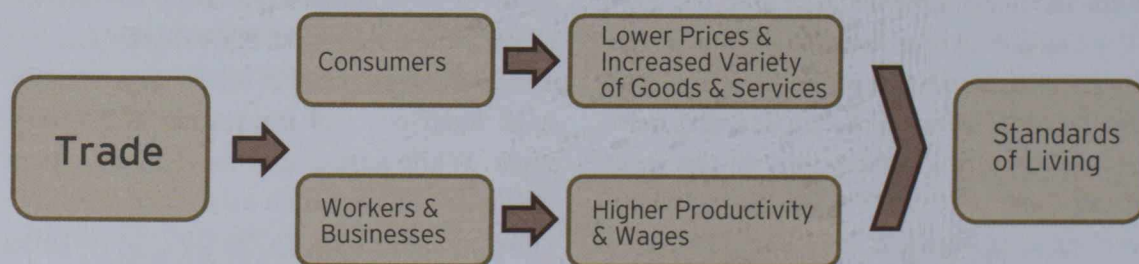 Trade
Consumers
Lower Prices &
Increased Variety
of Goods & Services
Workers &
Businesses
Higher Productivity
& Wages
Standards
of Living